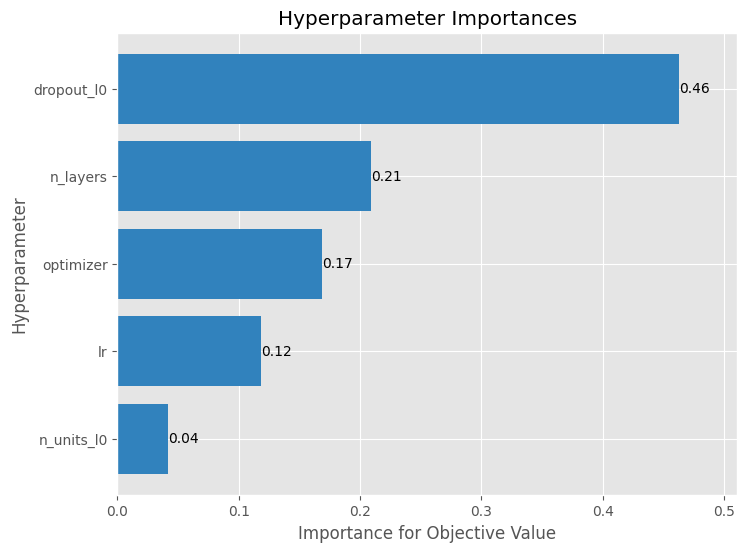 Hyperparameter Importances
Hyperparameter
dropout_l0
0.46
n_layers
0.21
optimizer
0.17
lr
0.12
n_units_l0
0.04
0.0
0.1
0.2
0.3
0.4
0.5
Importance for Objective Value